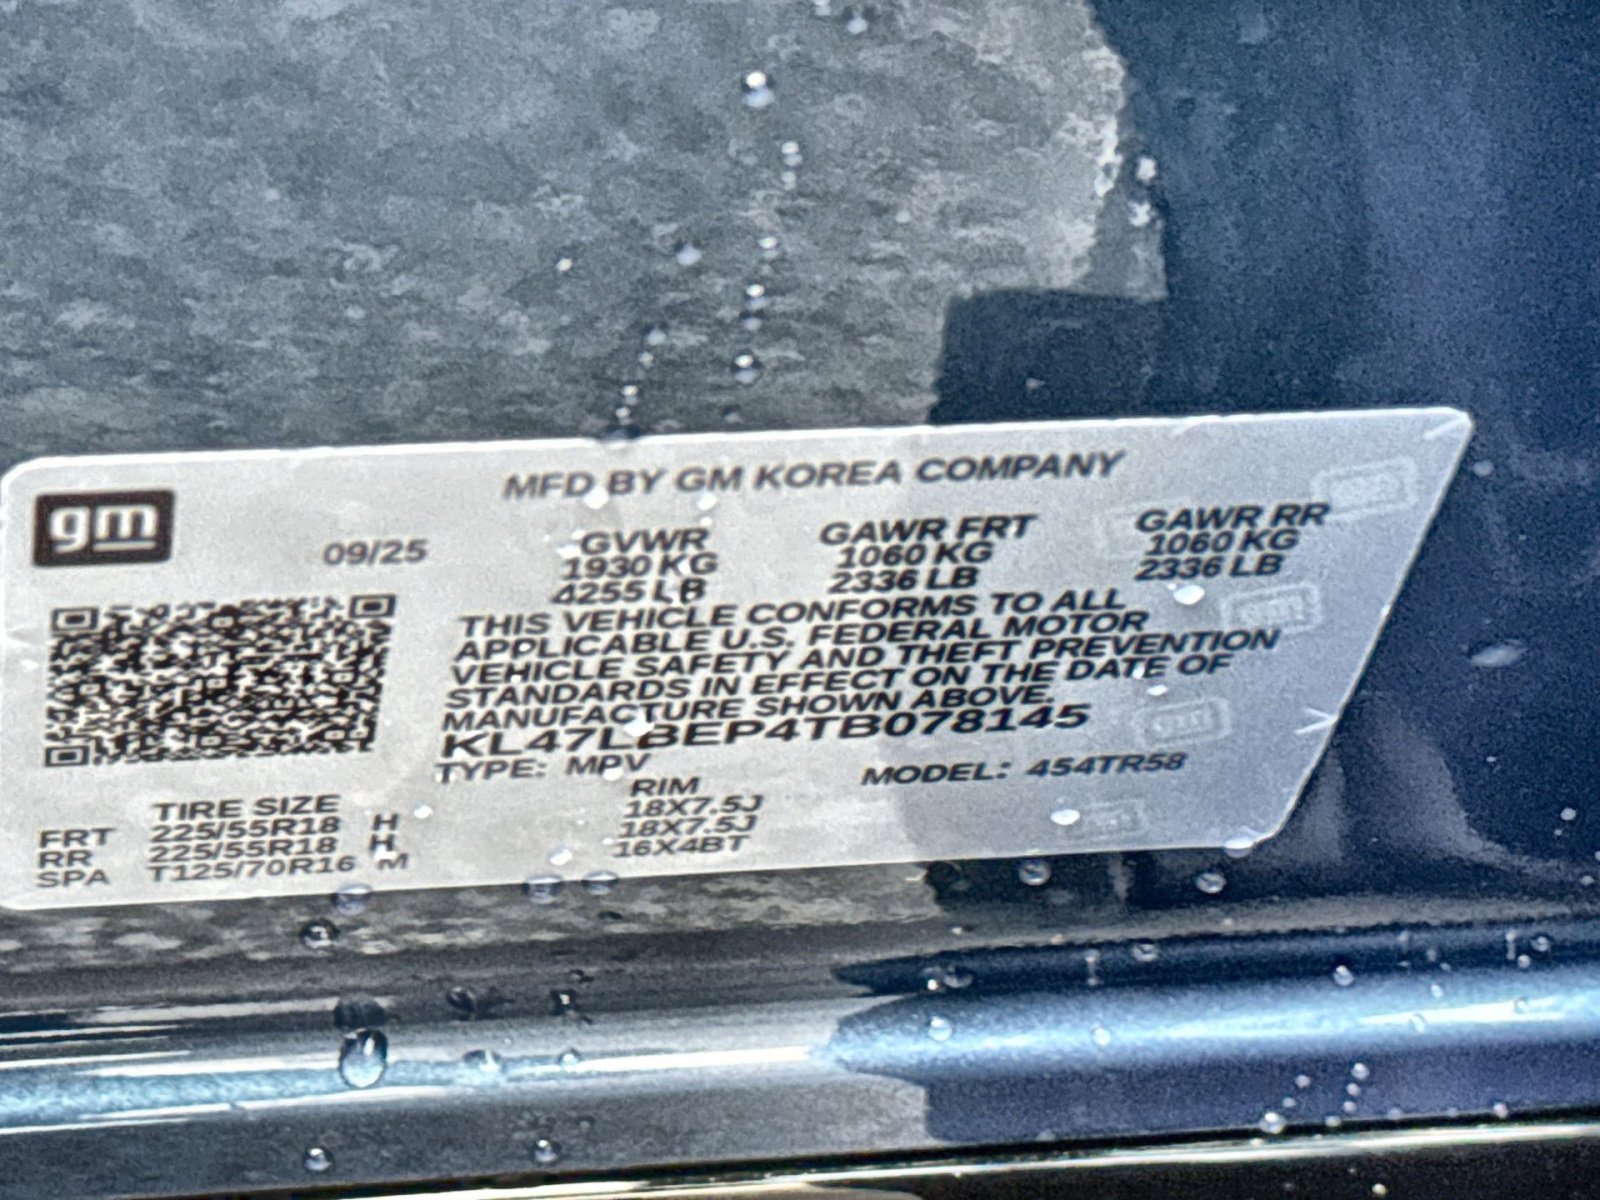 gm
MFD BY GM KOREA COMPANY
09/25
GVWR GAWR FRT GAWR RR
1930 KG 1060 KG 1060 KG
4255 LB 2336 LB 2336 LB
THIS VEHICLE CONFORMS TO ALL
APPLICABLE U.S. FEDERAL MOTOR
VEHICLE SAFETY AND THEFT PREVENTION
STANDARDS IN EFFECT ON THE DATE OF
MANUFACTURE SHOWN ABOVE.
KL47LBEP4TB078145
TYPE: MPV MODEL: 454TR58
TIRE SIZE RIM
FRT 225/55R18 H 18X7.5J
RR 225/55R18 H 18X7.5J
SPA T125/70R16 M 16X4BT